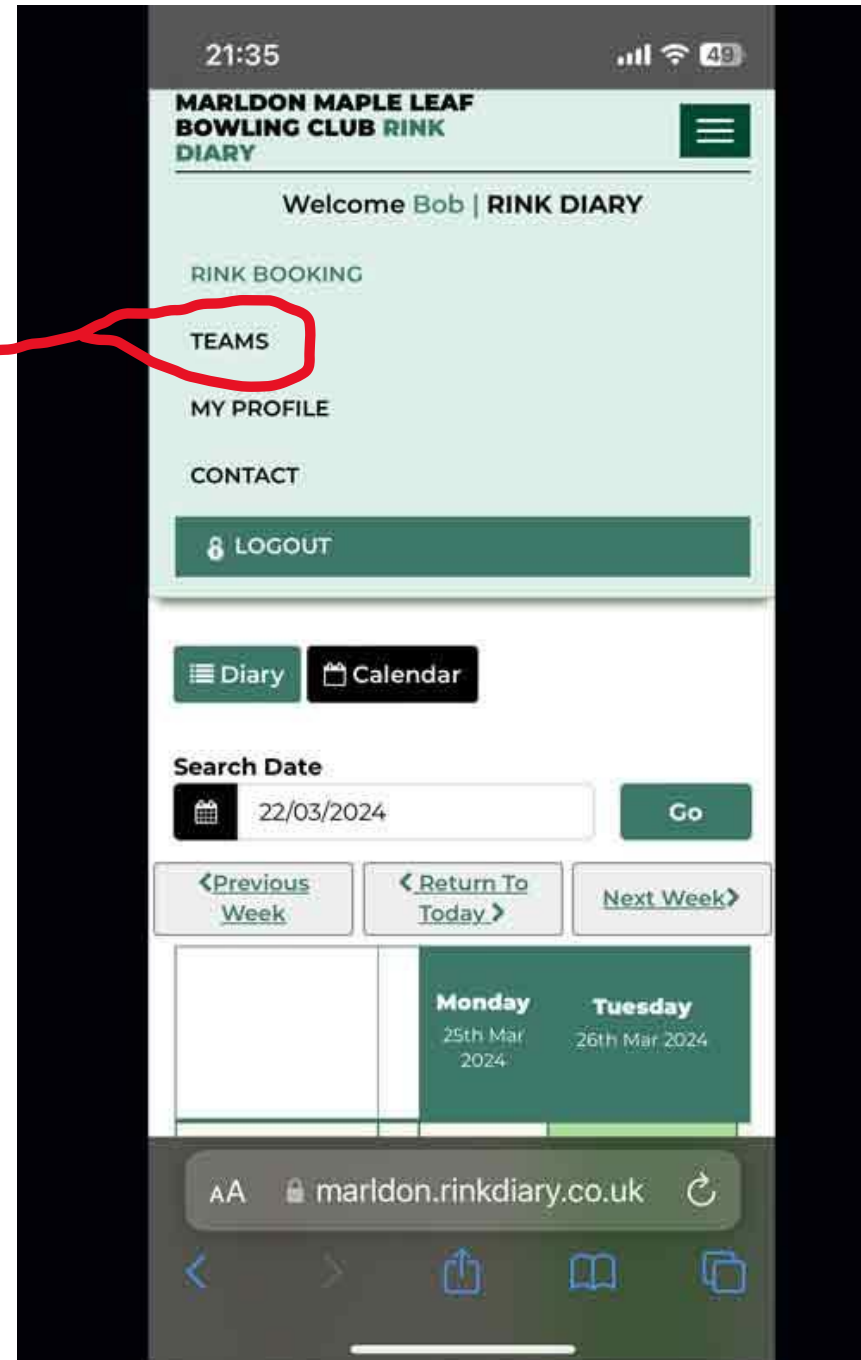 21:35
49
MARLDON MAPLE LEAF
BOWLING CLUB RINK
DIARY
Welcome Bob | RINK DIARY
RINK BOOKING
TEAMS
MY PROFILE
CONTACT
LOGOUT
Diary Calendar
Search Date
22/03/2024 Go
Previous Return To Next Week
Week Today
Monday Tuesday
25th Mar 26th Mar 2024
2024
AA marldon.rinkdiary.co.uk